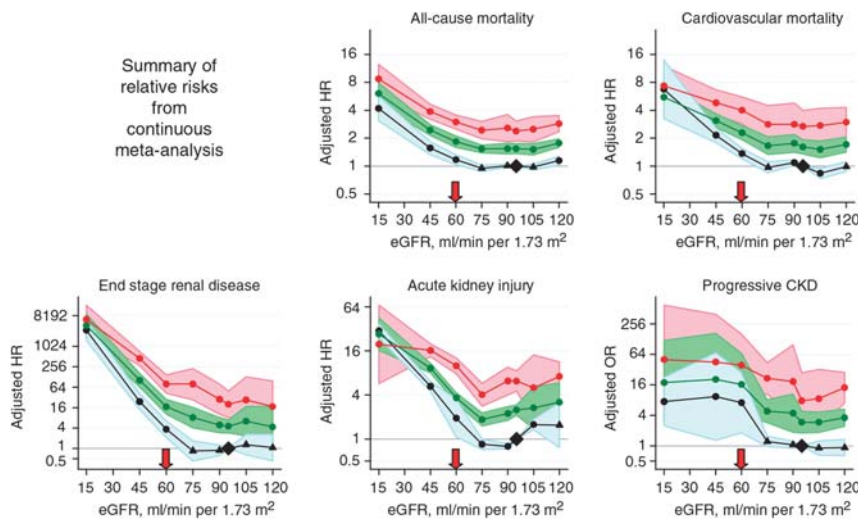 Summary of
relative risks
from
continuous
meta-analysis
All-cause mortality
Adjusted HR
16
8
4
2
1
0.5
15 30 45 60 75 90 105 120
eGFR, ml/min per 1.73 m²
Cardiovascular mortality
Adjusted HR
16
8
4
2
1
0.5
15 30 45 60 75 90 105 120
eGFR, ml/min per 1.73 m²
End stage renal disease
Adjusted HR
8192
1024
256
64
16
4
1
0.5
15 30 45 60 75 90 105 120
eGFR, ml/min per 1.73 m²
Acute kidney injury
Adjusted HR
64
16
4
1
0.5
15 30 45 60 75 90 105 120
eGFR, ml/min per 1.73 m²
Progressive CKD
Adjusted OR
256
64
16
4
1
0.5
15 30 45 60 75 90 105 120
eGFR, ml/min per 1.73 m²